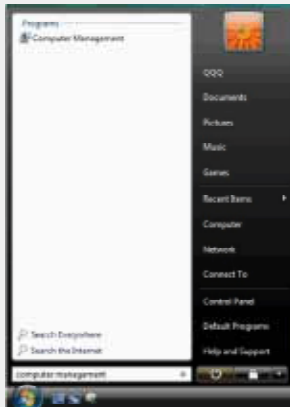 Programs
Computer Management
QQQ
Documents
Pictures
Music
Games
Recent Items
Computer
Network
Connect To
Control Panel
Default Programs
Help and Support
Search Everywhere
Search the Internet
computer management